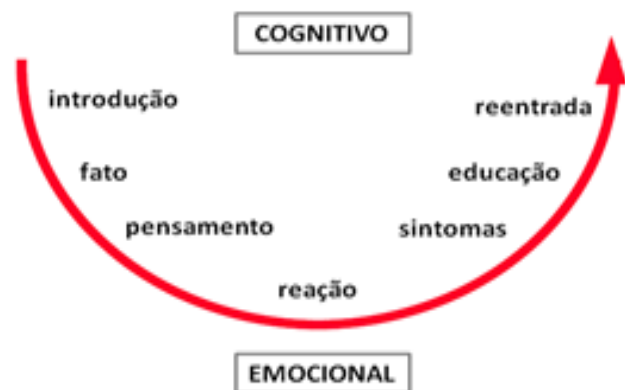 COGNITIVO
introdução
reentrada
fato
educação
pensamento
sintomas
reação
EMOCIONAL